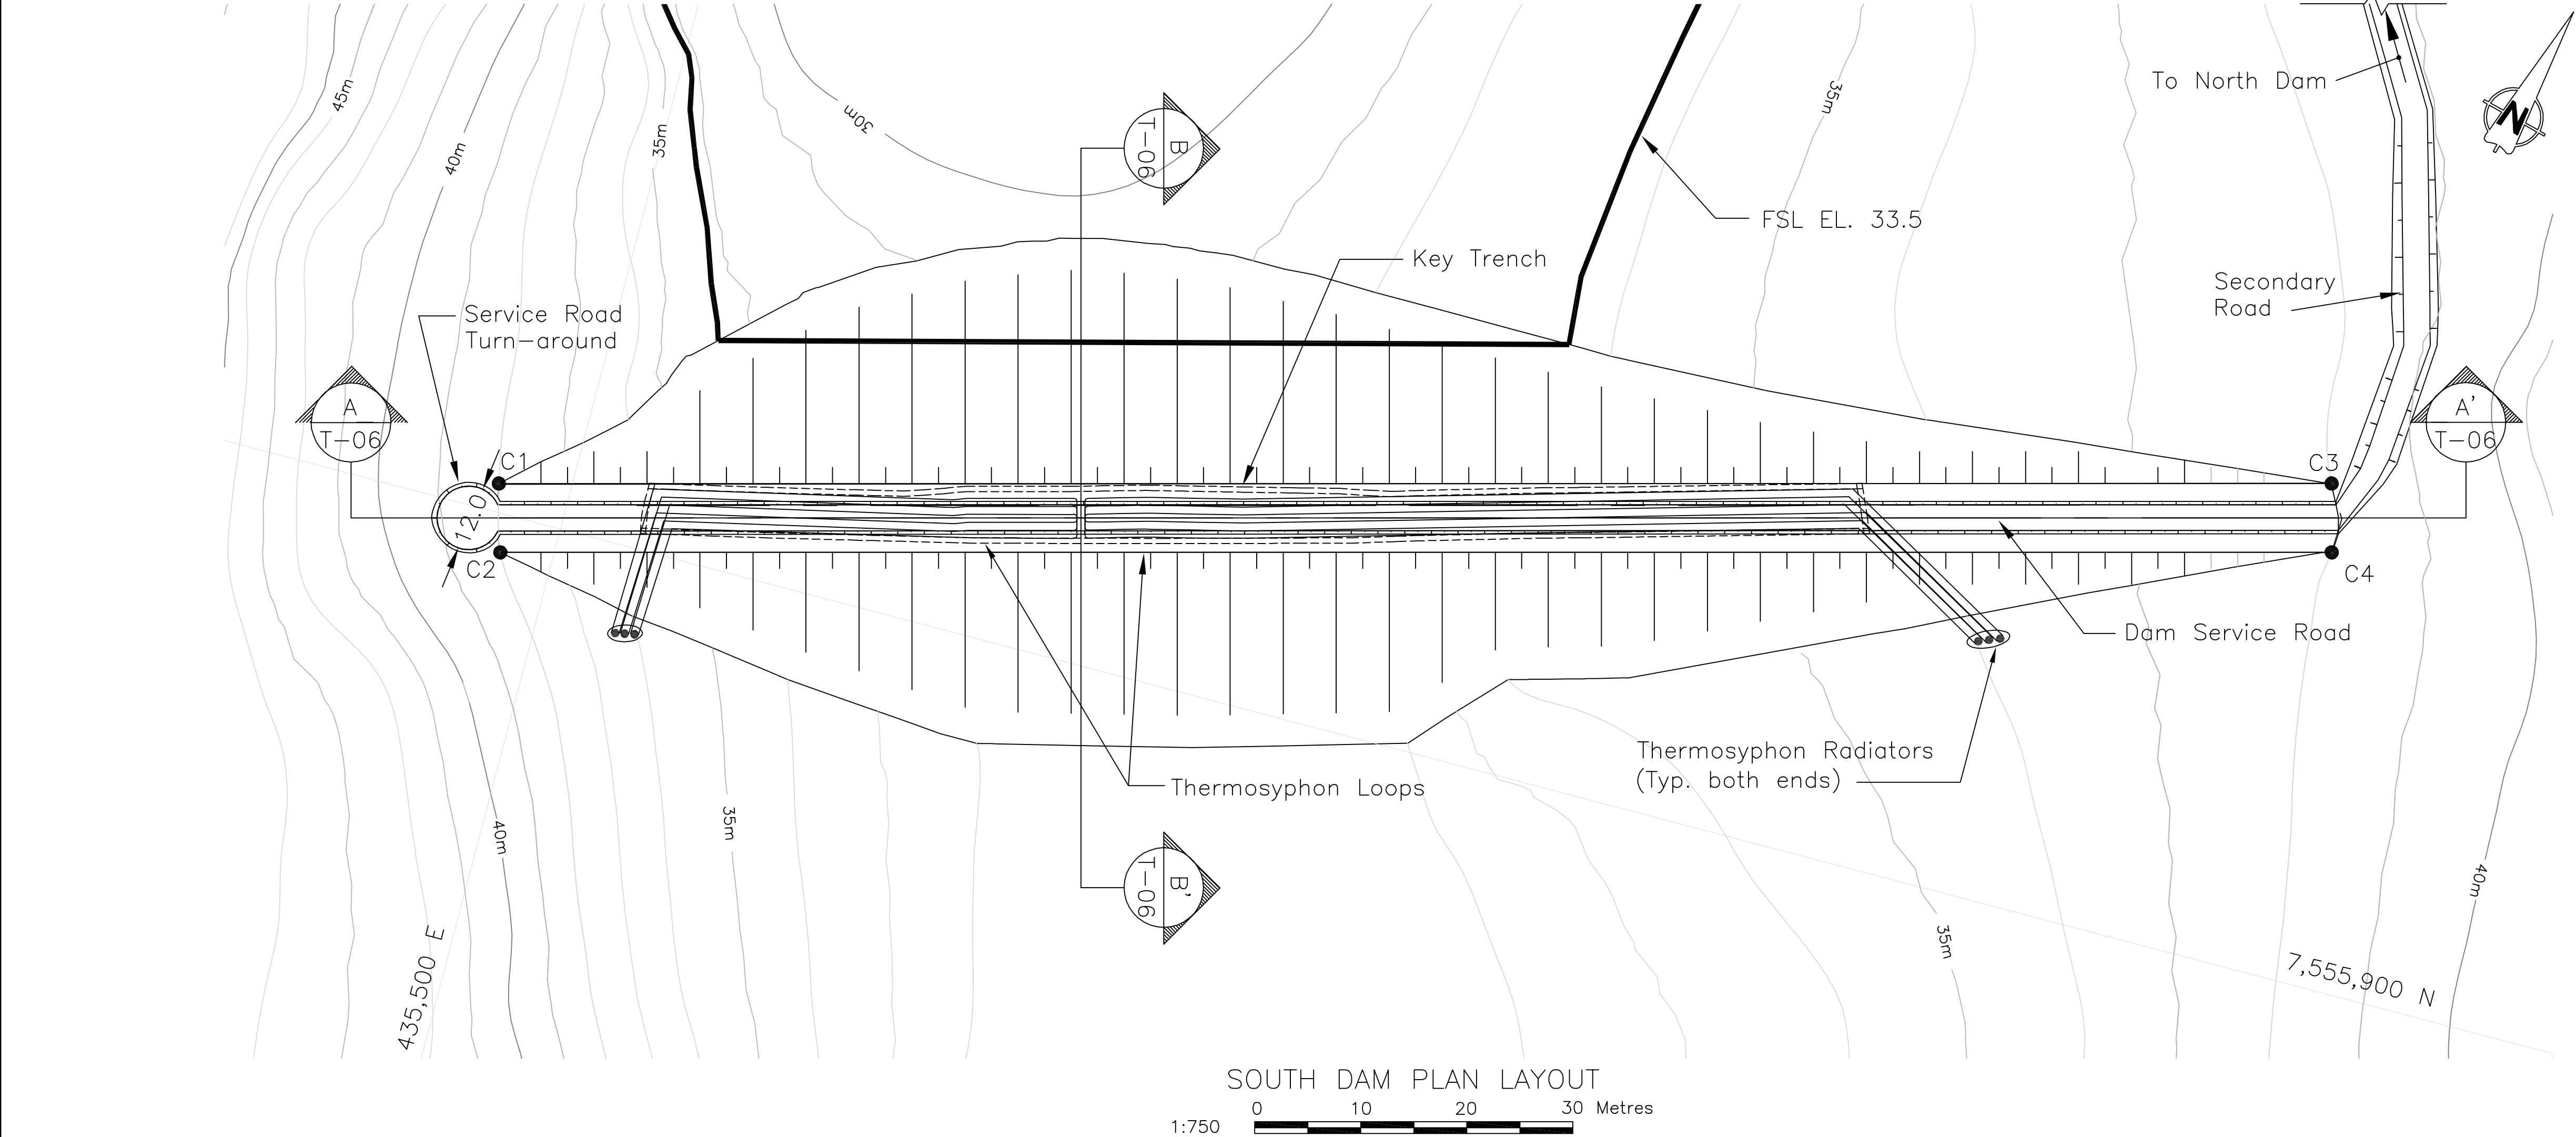 45m
40m
35m
30m
35m
To North Dam
N
B
T-06
FSL EL. 33.5
Key Trench
Secondary
Road
Service Road
Turn-around
A
T-06
A'
T-06
C1
C3
12.0
C2
C4
Dam Service Road
Thermosyphon Radiators
(Typ. both ends)
Thermosyphon Loops
35m
40m
B'
T-06
40m
35m
435,500 E
7,555,900 N
SOUTH DAM PLAN LAYOUT
0 10 20 30 Metres
1:750